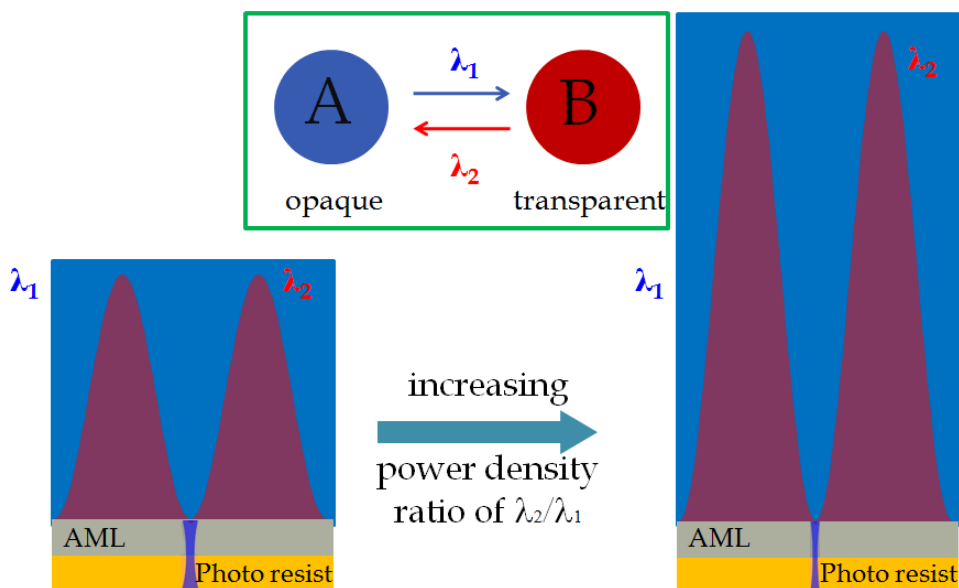 A
λ₁
B
λ₂
opaque
transparent
λ₁
λ₂
AML
Photo resist
increasing
power density
ratio of λ₂/λ₁
λ₁
λ₂
AML
Photo resist